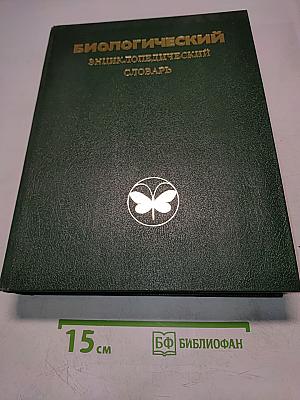 БИОЛОГИЧЕСКИЙ
ЭНЦИКЛОПЕДИЧЕСКИЙ
СЛОВАРЬ
15 см
БФ БИБЛИОФАН